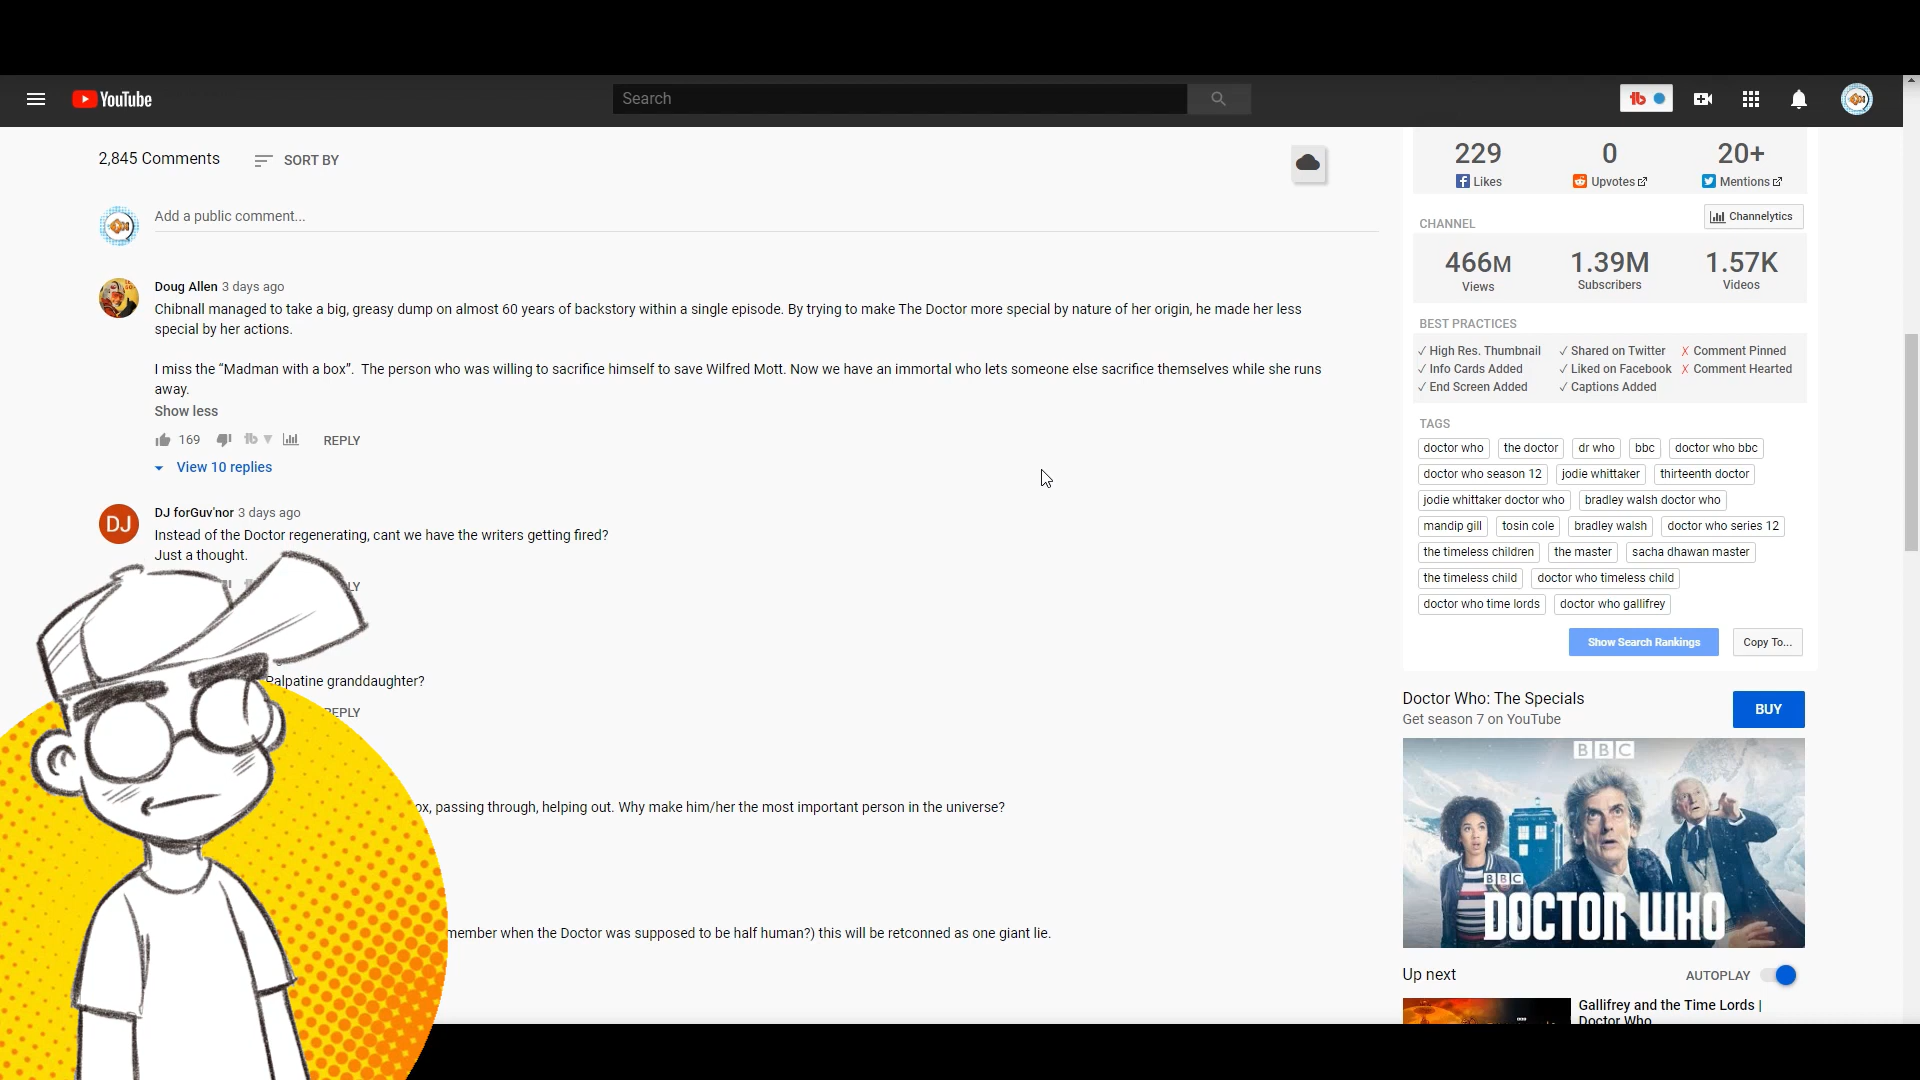 YouTube
Search
2,845 Comments
SORT BY
Add a public comment...
Doug Allen 3 days ago
Chibnall managed to take a big, greasy dump on almost 60 years of backstory within a single episode. By trying to make The Doctor more special by nature of her origin, he made her less
special by her actions.
I miss the “Madman with a box”.  The person who was willing to sacrifice himself to save Wilfred Mott. Now we have an immortal who lets someone else sacrifice themselves while she runs
away.
Show less
169
REPLY
View 10 replies
DJ
DJ forGuv'nor 3 days ago
Instead of the Doctor regenerating, cant we have the writers getting fired?
Just a thought.
LY
Palpatine granddaughter?
REPLY
ox, passing through, helping out. Why make him/her the most important person in the universe?
member when the Doctor was supposed to be half human?) this will be retconned as one giant lie.
229 0 20+
Likes Upvotes Mentions
CHANNEL Channelytics
466M 1.39M 1.57K
Views Subscribers Videos
BEST PRACTICES
✓ High Res. Thumbnail ✓ Shared on Twitter ✗ Comment Pinned
✓ Info Cards Added ✓ Liked on Facebook ✗ Comment Hearted
✓ End Screen Added ✓ Captions Added
TAGS
doctor who the doctor dr who bbc doctor who bbc
doctor who season 12 jodie whittaker thirteenth doctor
jodie whittaker doctor who bradley walsh doctor who
mandip gill tosin cole bradley walsh doctor who series 12
the timeless children the master sacha dhawan master
the timeless child doctor who timeless child
doctor who time lords doctor who gallifrey
Show Search Rankings Copy To...
Doctor Who: The Specials
Get season 7 on YouTube
BUY
BBC
BBC
DOCTOR WHO
Up next AUTOPLAY
Gallifrey and the Time Lords |
Doctor Who